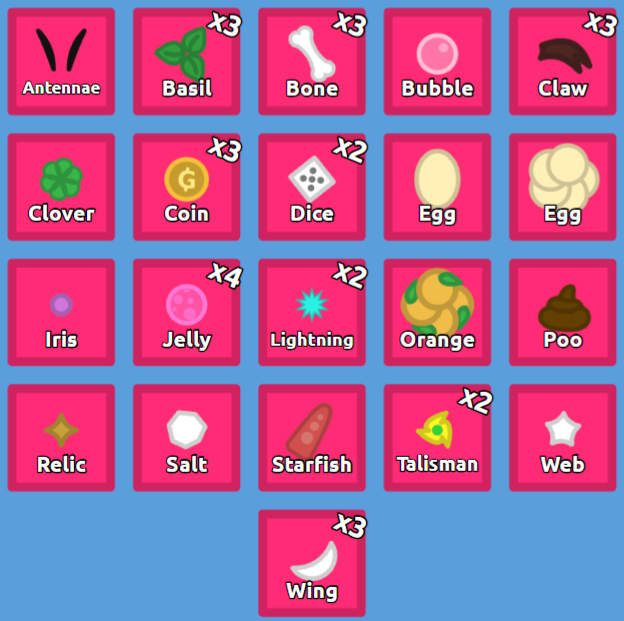 Antennae
x3
Basil
x3
Bone
Bubble
x3
Claw
Clover
x3
G
Coin
x2
Dice
Egg
Egg
Iris
x4
Jelly
x2
Lightning
Orange
Poo
Relic
Salt
Starfish
x2
Talisman
Web
x3
Wing